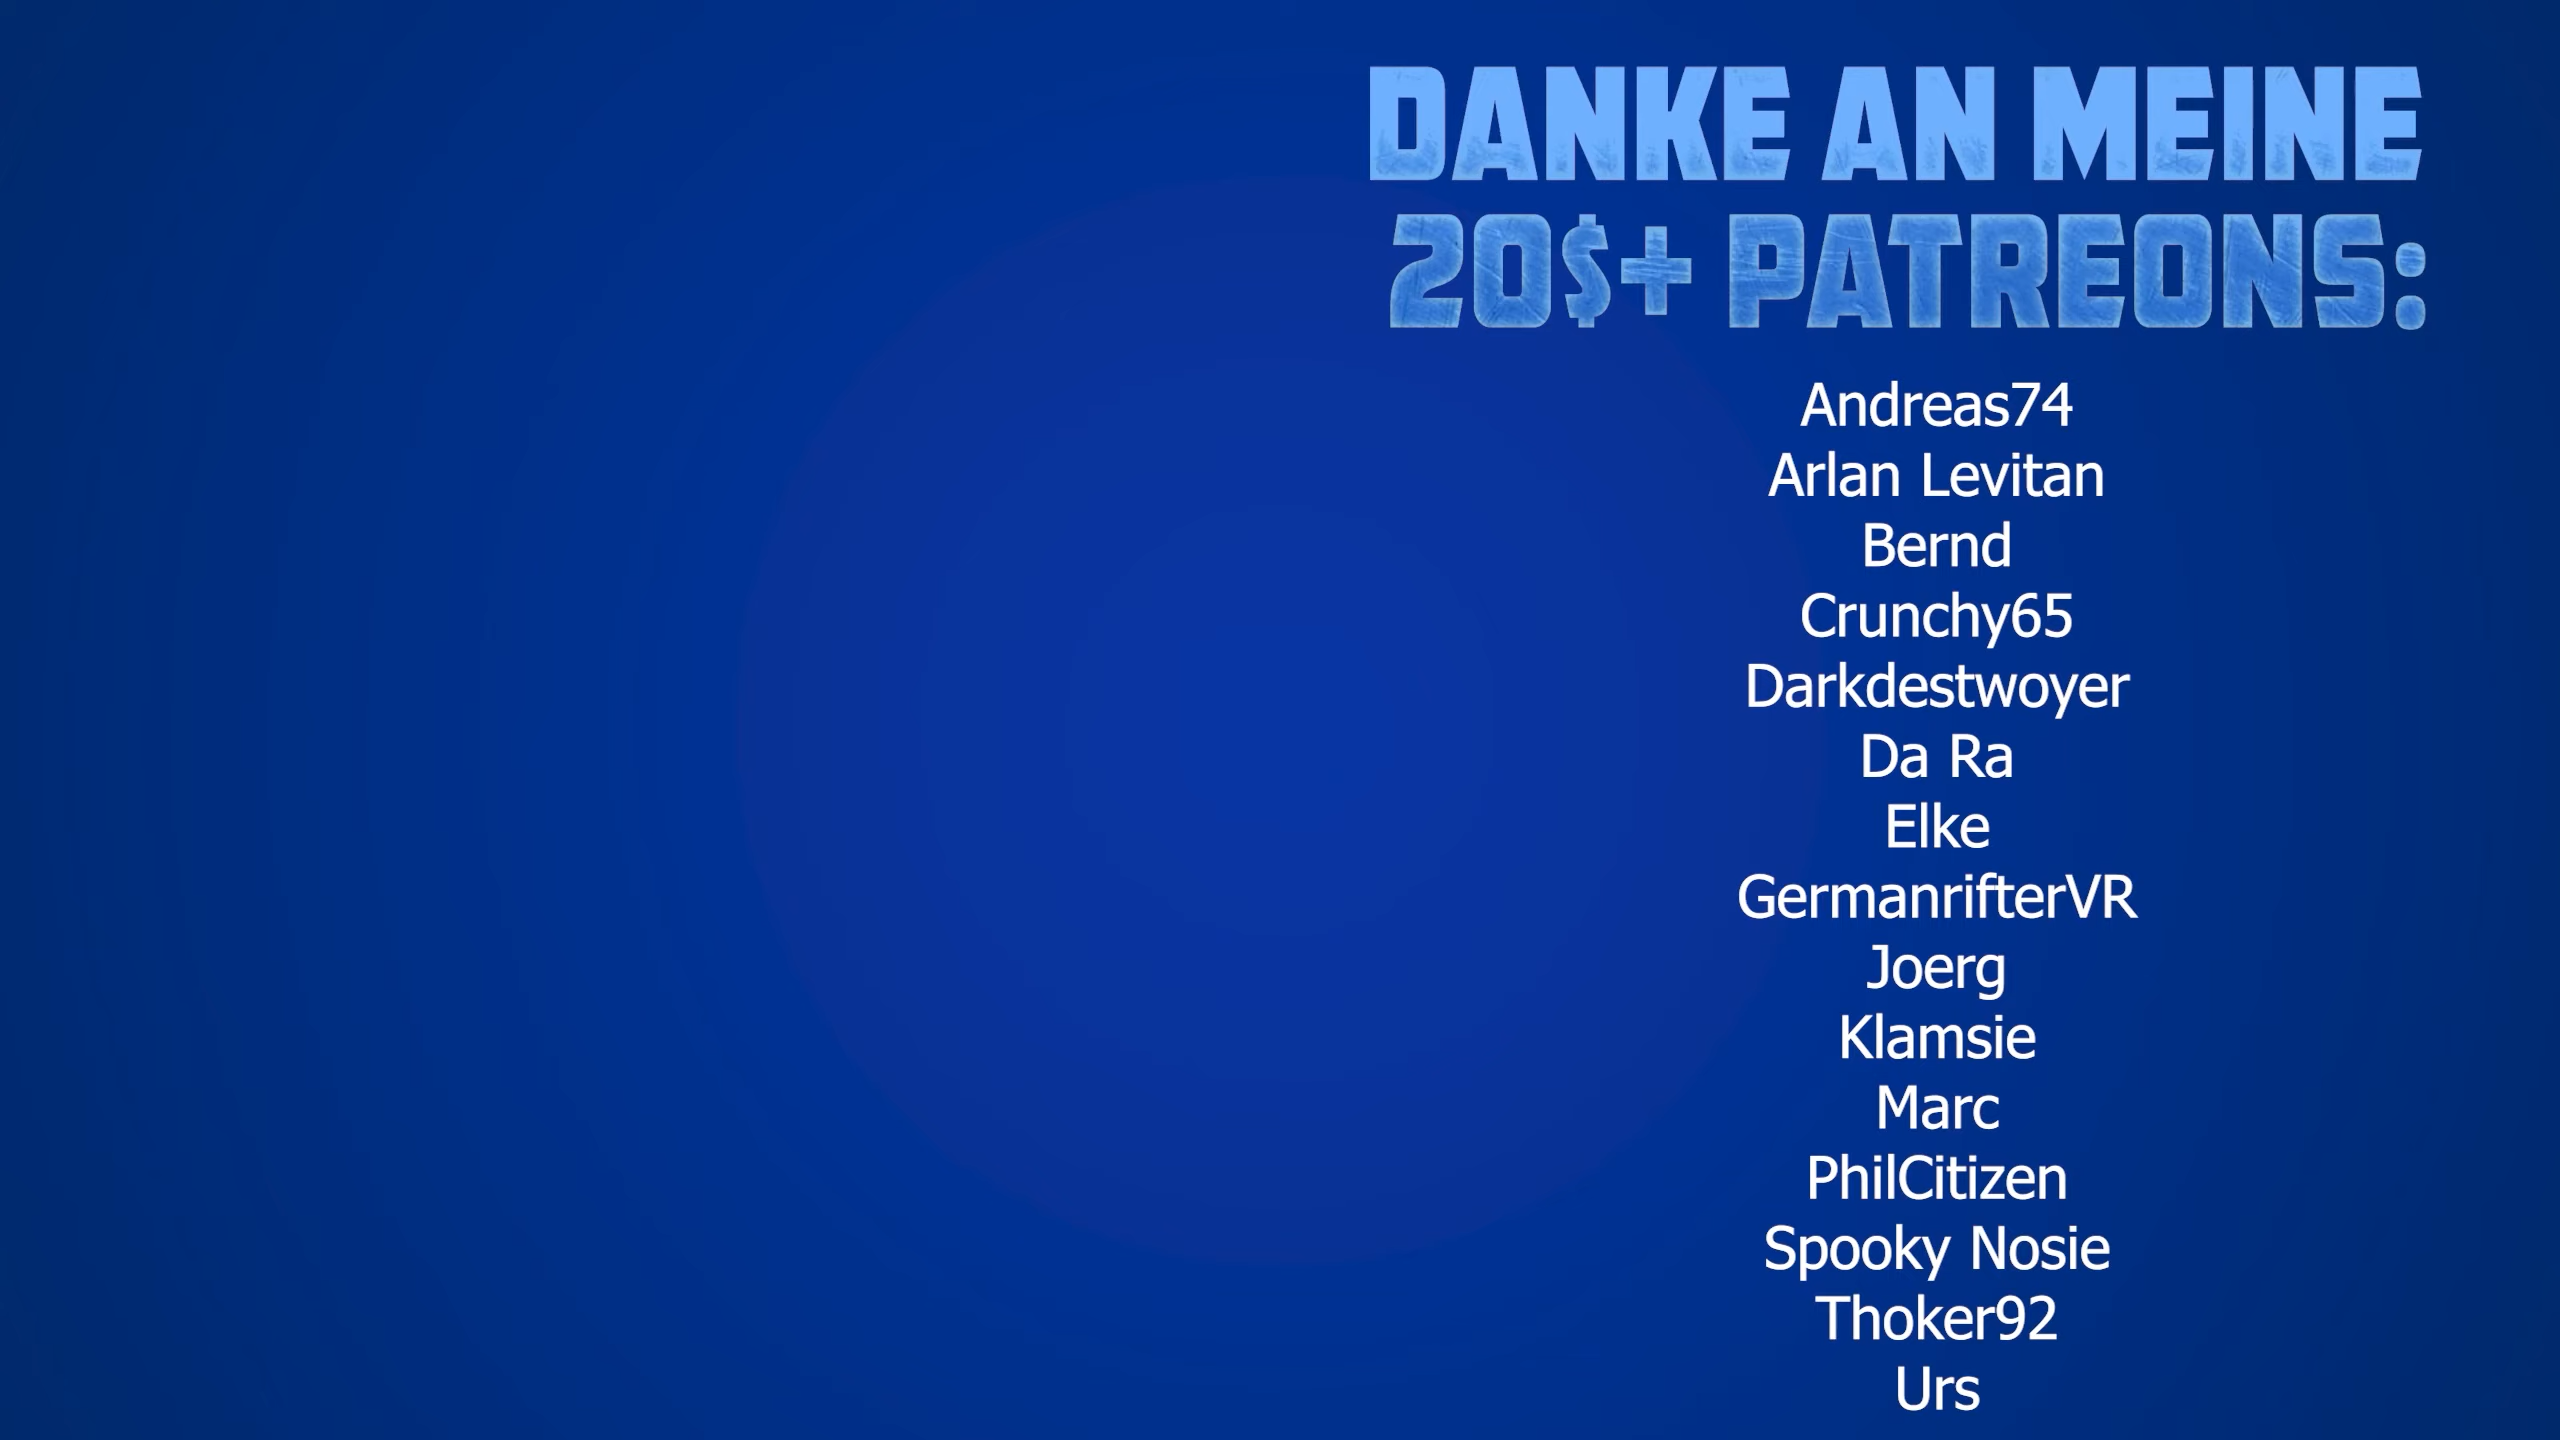 DANKE AN MEINE
20$+ PATREONS:
Andreas74
Arlan Levitan
Bernd
Crunchy65
Darkdestwoyer
Da Ra
Elke
GermanrifterVR
Joerg
Klamsie
Marc
PhilCitizen
Spooky Nosie
Thoker92
Urs